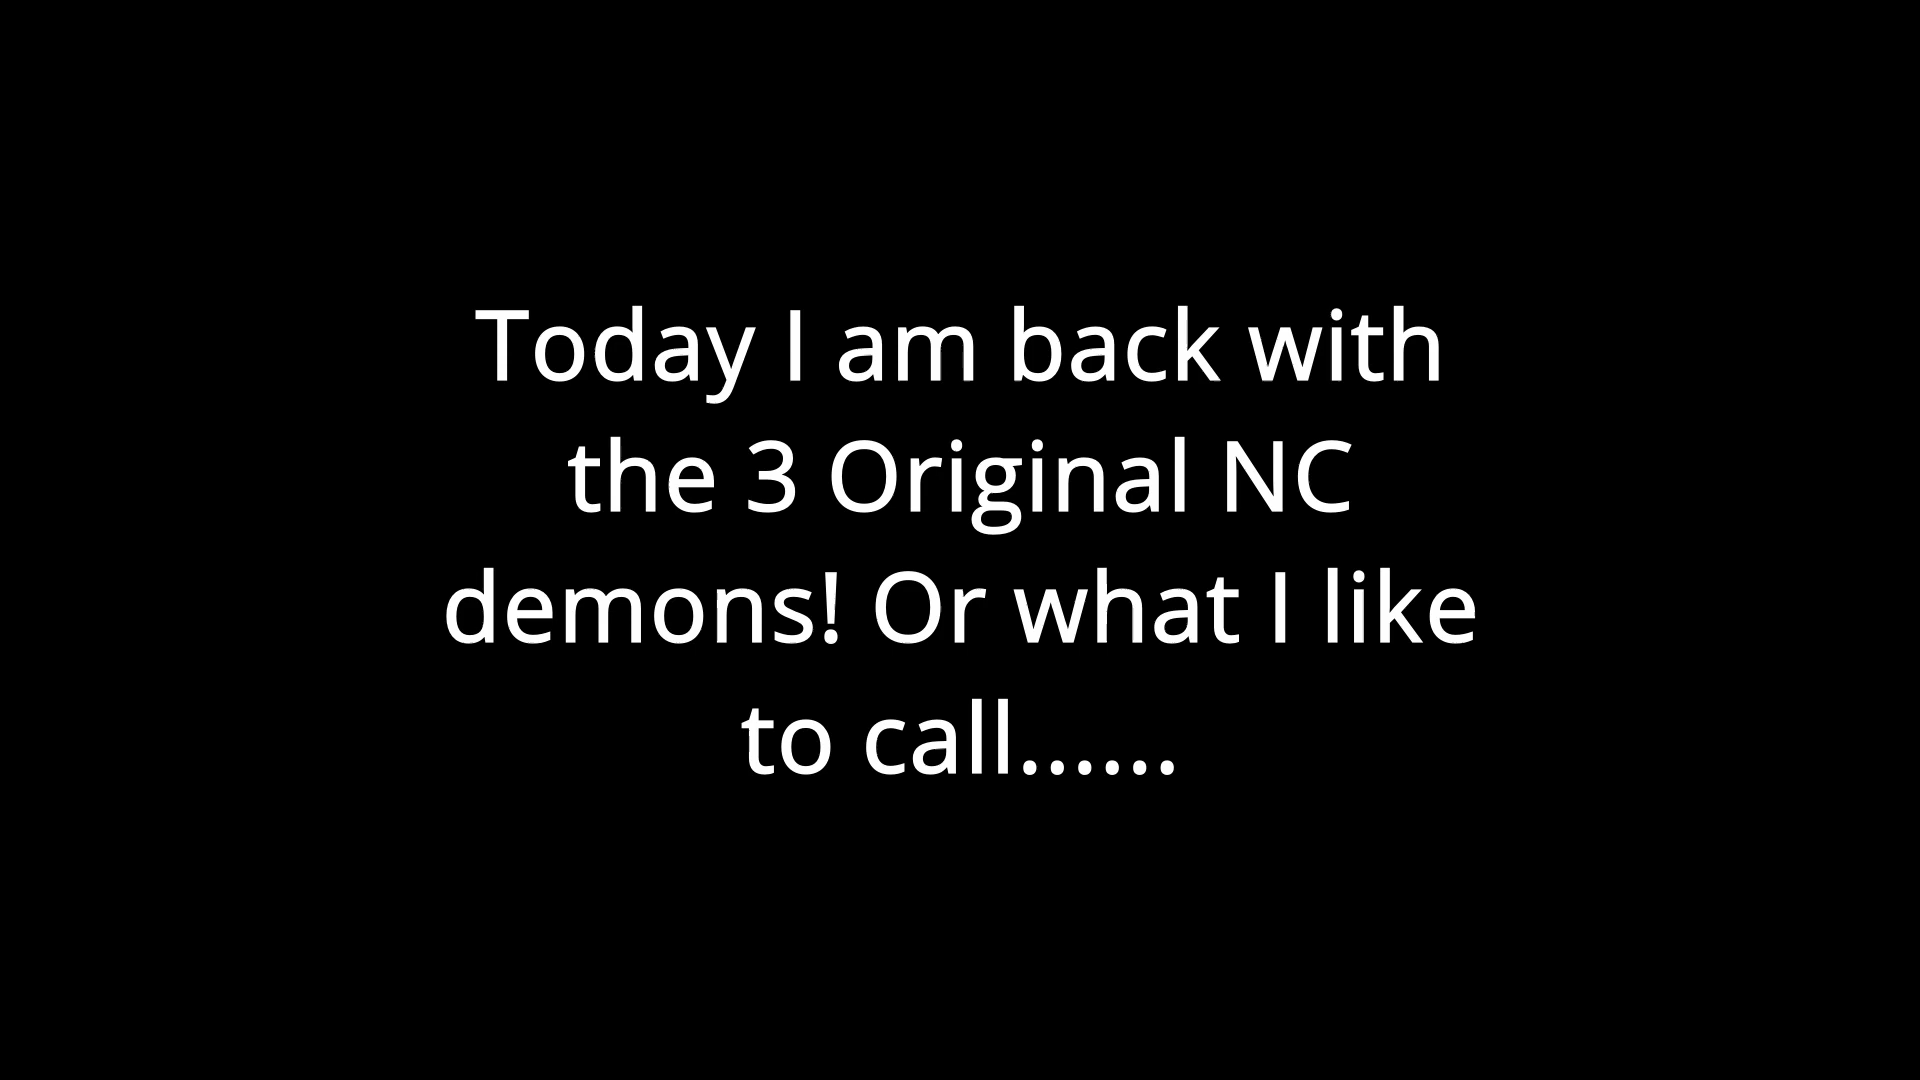 Today I am back with
the 3 Original NC
demons! Or what I like
to call......